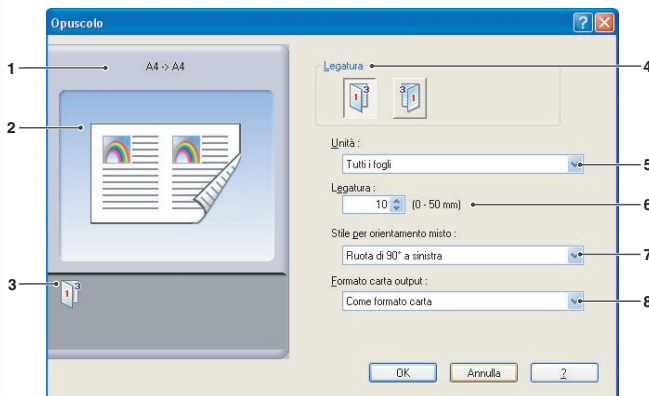 Opuscolo
1
A4 -> A4
2
3
Legatura
4
Unità :
Tutti i fogli
5
Legatura :
10 (0 - 50 mm)
6
Stile per orientamento misto :
Ruota di 90° a sinistra
7
Formato carta output :
Come formato carta
8
OK Annulla ?